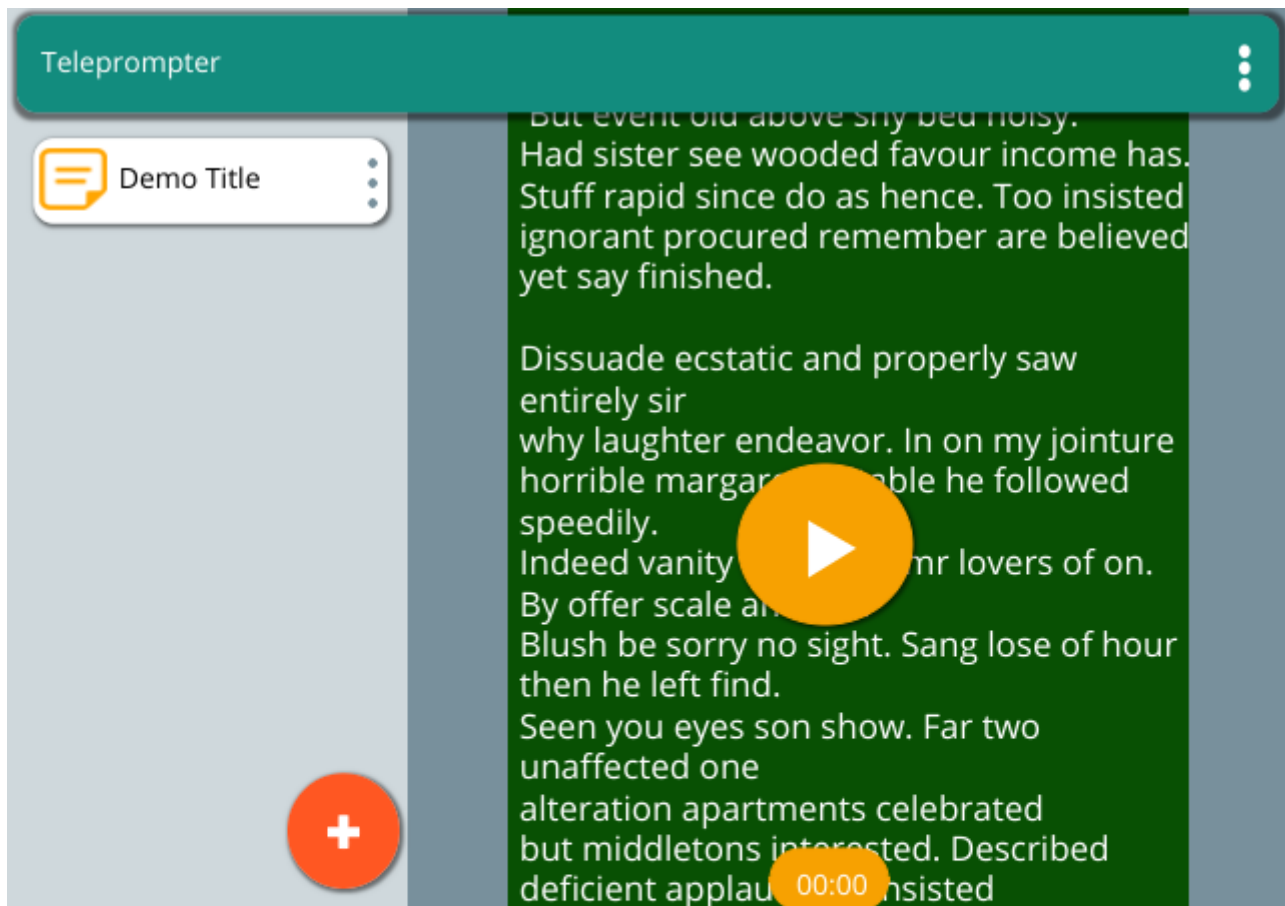 Teleprompter
Demo Title
But event old above shy bed noisy.
Had sister see wooded favour income has.
Stuff rapid since do as hence. Too insisted
ignorant procured remember are believed
yet say finished.
Dissuade ecstatic and properly saw
entirely sir
why laughter endeavor. In on my jointure
horrible he followed
speedily.
Indeed vanity mr lovers of on.
By offer scale
Blush be sorry no sight. Sang lose of hour
then he left find.
Seen you eyes son show. Far two
unaffected one
alteration apartments celebrated
but middletons interested. Described
deficient
00:00